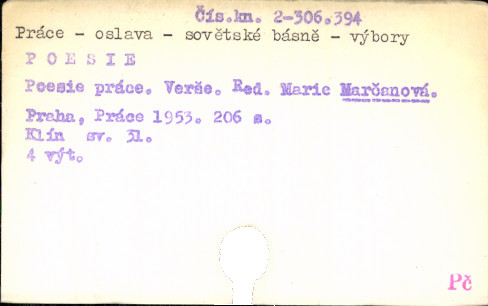 Čís.kn. 2-306.394
Práce - oslava - sovětské básně - výbory
P O E S I E
Poesie práce. Verše. Red. Marie Marčanová.
Praha, Práce 1953. 206 s.
Klín sv. 31.
4 výt.
Pč